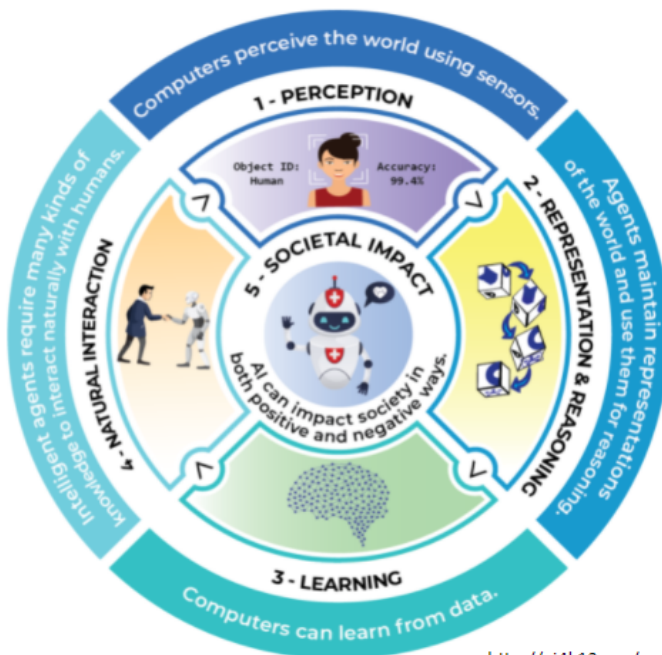 Computers perceive the world using sensors.
1 - PERCEPTION
Object ID:
Human
Accuracy:
99.4%
Agents maintain representations
of the world and use them for reasoning.
2 - REPRESENTATION & REASONING
3 - LEARNING
Computers can learn from data.
Intelligent agents require many kinds of
knowledge to interact naturally with humans.
4 - NATURAL INTERACTION
5 - SOCIETAL IMPACT
AI can impact society in
both positive and negative ways.